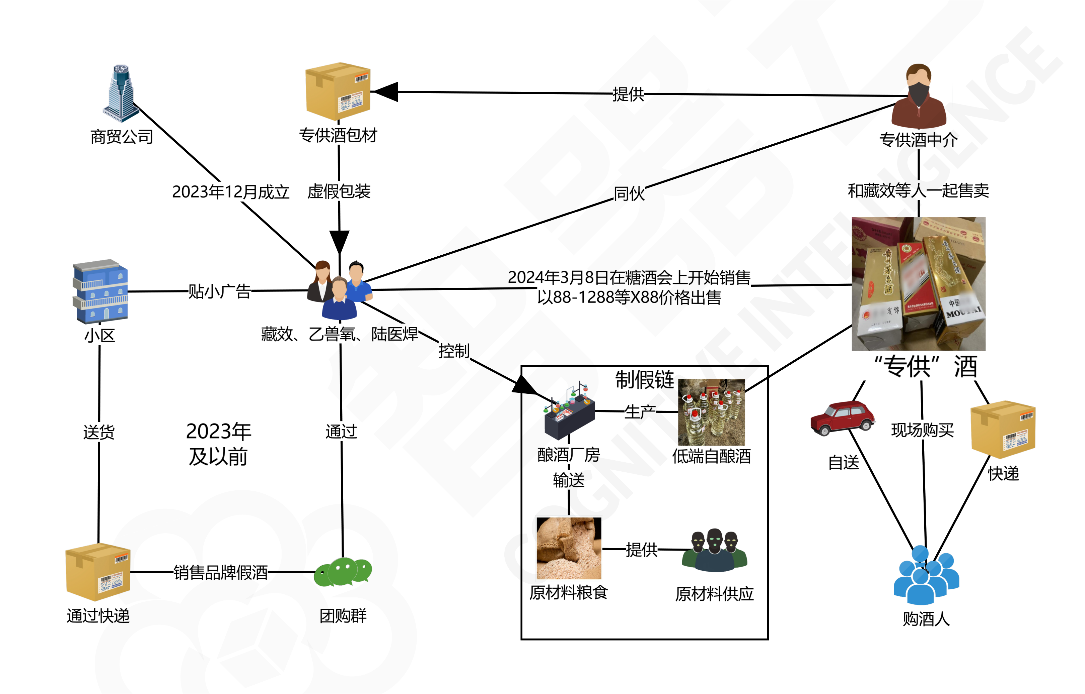 提供
商贸公司
专供酒包材
专供酒中介
2023年12月成立
虚假包装
同伙
和藏效等人一起售卖
贴小广告
2024年3月8日在糖酒会上开始销售
以88-1288等X88价格出售
小区
藏效、乙兽氧、陆医焊
控制
“专供”酒
制假链
生产
送货
2023年
及以前
通过
酿酒厂房
低端自酿酒
现场购买
自送
快递
输送
提供
销售品牌假酒
原材料粮食
原材料供应
通过快递
团购群
购酒人
COGNITIVE INTELLIGENCE